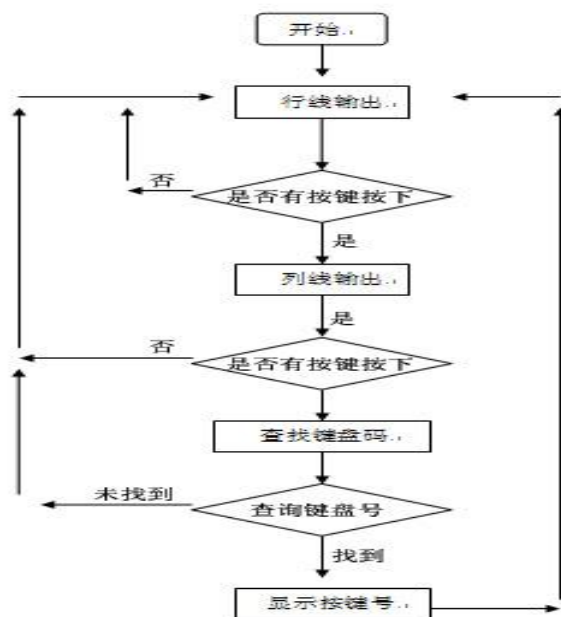 开始
行线输出
否
是否有按键按下
是
列线输出
是
否
是否有按键按下
查找键盘码
未找到
查询键盘号
找到
显示按键号